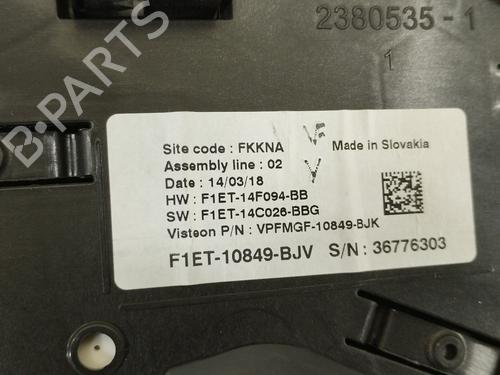 2380535-1
1
B-PARTS
Site code : FKKNA
VF
V
Made in Slovakia
Assembly line : 02
Date : 14/03/18
HW : F1ET-14F094-BB
SW : F1ET-14C026-BBG
Visteon P/N : VPFMGF-10849-BJK
F1ET-10849-BJV S/N : 36776303